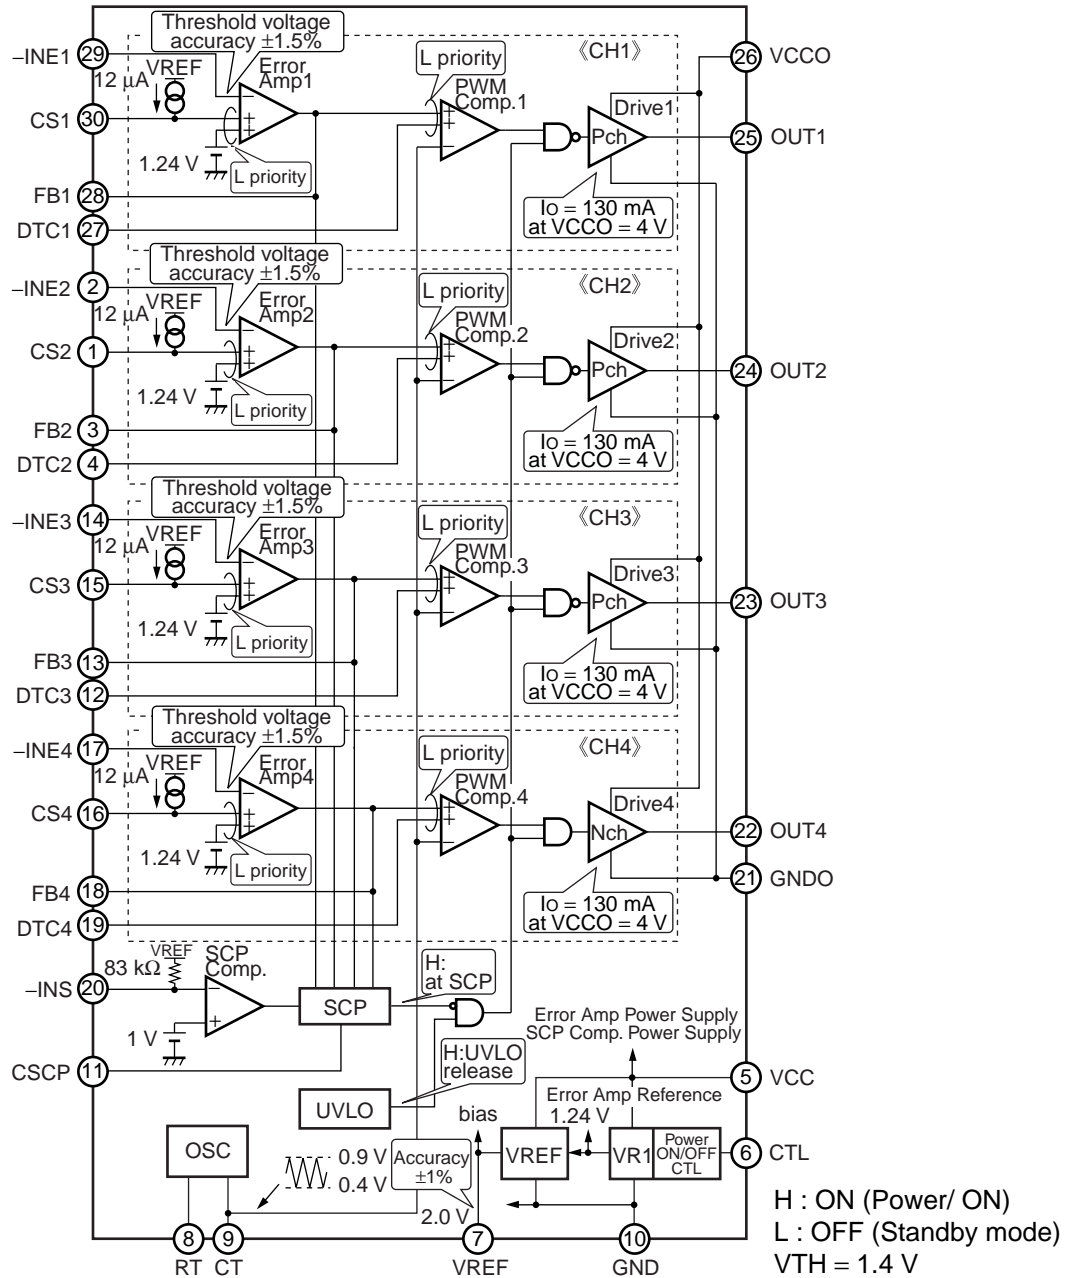 Threshold voltage
accuracy ±1.5%
《CH1》
–INE1 29
VREF
12 μA
Error
Amp1
L priority
PWM
Comp.1
Drive1
26 VCCO
CS1 30
Pch
25 OUT1
1.24 V
L priority
FB1 28
IO = 130 mA
at VCCO = 4 V
DTC1 27
Threshold voltage
accuracy ±1.5%
《CH2》
–INE2 2
VREF
12 μA
Error
Amp2
L priority
PWM
Comp.2
Drive2
CS2 1
Pch
24 OUT2
1.24 V
L priority
FB2 3
IO = 130 mA
at VCCO = 4 V
DTC2 4
Threshold voltage
accuracy ±1.5%
《CH3》
–INE3 14
VREF
12 μA
Error
Amp3
L priority
PWM
Comp.3
Drive3
CS3 15
Pch
23 OUT3
1.24 V
L priority
FB3 13
IO = 130 mA
at VCCO = 4 V
DTC3 12
Threshold voltage
accuracy ±1.5%
《CH4》
–INE4 17
VREF
12 μA
Error
Amp4
L priority
PWM
Comp.4
Drive4
CS4 16
Nch
22 OUT4
1.24 V
L priority
21 GNDO
FB4 18
IO = 130 mA
at VCCO = 4 V
DTC4 19
VREF
83 kΩ
SCP
Comp.
H:
at SCP
–INS 20
SCP
1 V
Error Amp Power Supply
SCP Comp. Power Supply
CSCP 11
H:UVLO
release
5 VCC
UVLO
bias
Error Amp Reference
1.24 V
OSC
0.9 V
0.4 V
Accuracy
±1%
VREF
VR1
Power
ON/OFF
CTL
6 CTL
2.0 V
H : ON (Power/ ON)
L : OFF (Standby mode)
VTH = 1.4 V
8 9 7 10
RT CT VREF GND